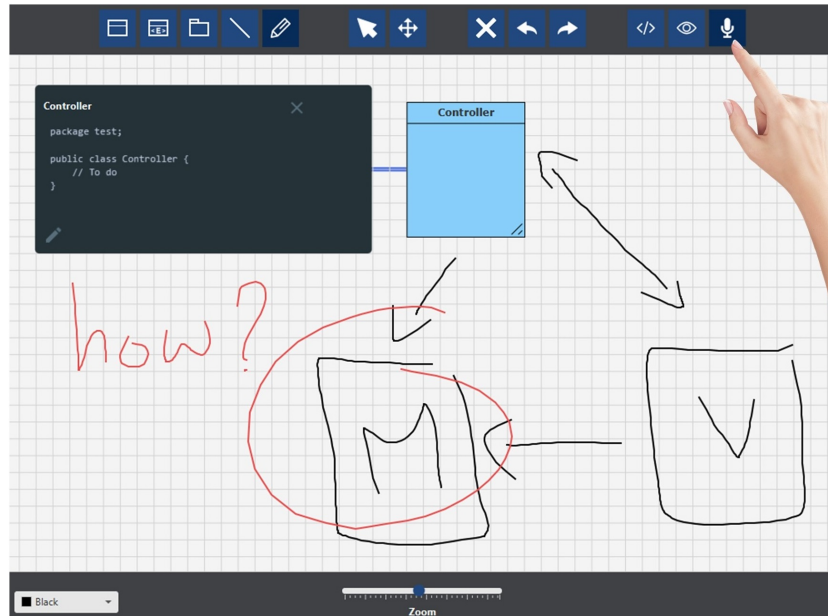 <E>
</>
Controller
package test;
public class Controller {
// To do
}
Controller
how?
M
V
Black
Zoom